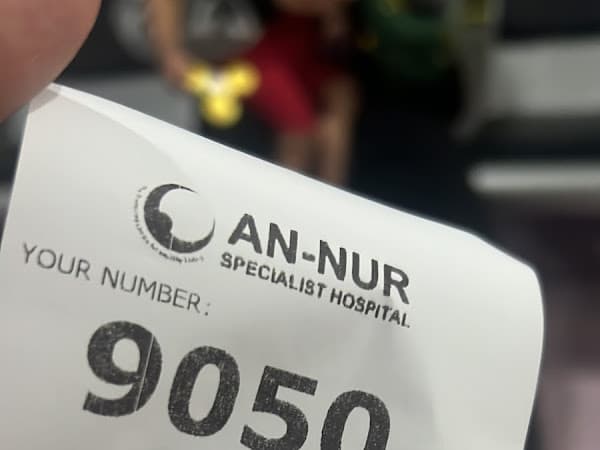 AN-NUR
SPECIALIST HOSPITAL
YOUR NUMBER:
9050